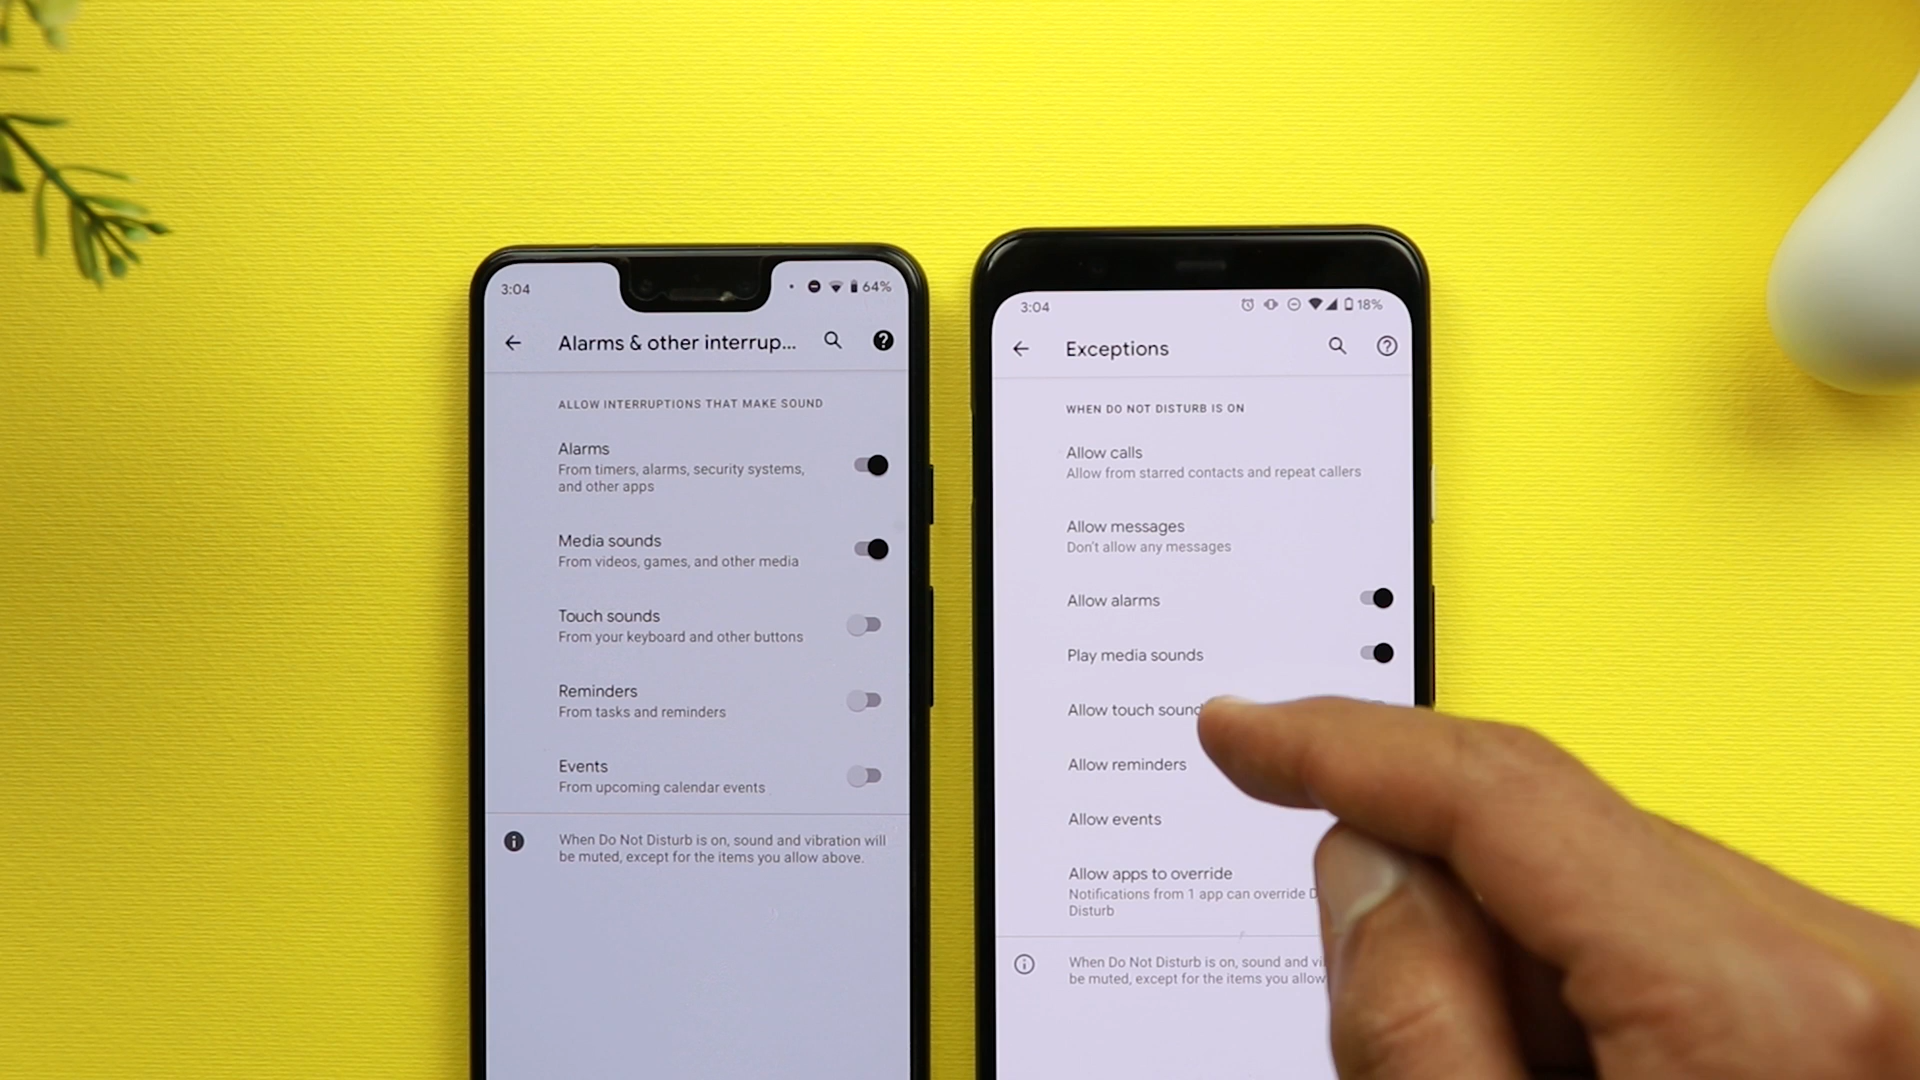 3:04
64%
Alarms & other interrup...
ALLOW INTERRUPTIONS THAT MAKE SOUND
Alarms
From timers, alarms, security systems,
and other apps
Media sounds
From videos, games, and other media
Touch sounds
From your keyboard and other buttons
Reminders
From tasks and reminders
Events
From upcoming calendar events
When Do Not Disturb is on, sound and vibration will
be muted, except for the items you allow above.
3:04
18%
Exceptions
WHEN DO NOT DISTURB IS ON
Allow calls
Allow from starred contacts and repeat callers
Allow messages
Don't allow any messages
Allow alarms
Play media sounds
Allow touch sound
Allow reminders
Allow events
Allow apps to override
Notifications from 1 app can override
Disturb
When Do Not Disturb is on, sound and
be muted, except for the items you allow